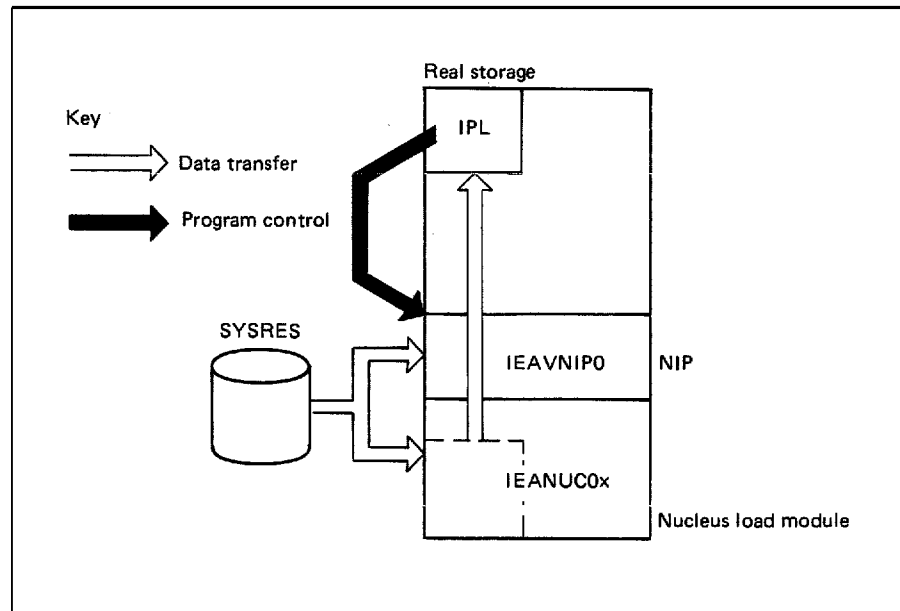 Real storage
Key
IPL
Data transfer
Program control
SYSRES
IEAVNIP0
NIP
IEANUC0x
Nucleus load module